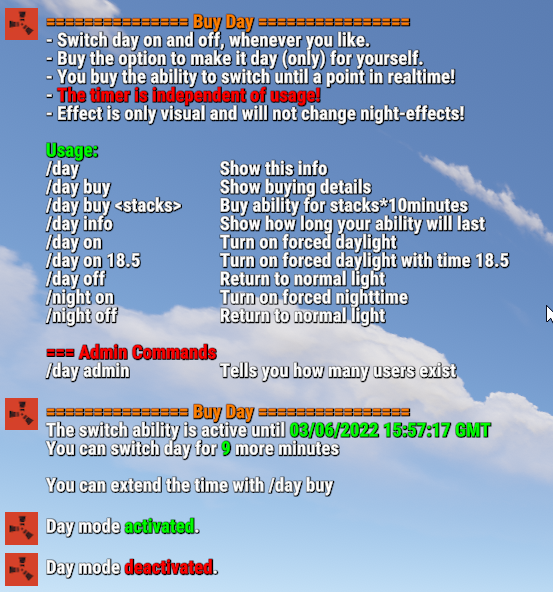 =============== Buy Day ================
- Switch day on and off, whenever you like.
- Buy the option to make it day (only) for yourself.
- You buy the ability to switch until a point in realtime!
- The timer is independent of usage!
- Effect is only visual and will not change night-effects!
Usage:
/day Show this info
/day buy Show buying details
/day buy <stacks> Buy ability for stacks*10minutes
/day info Show how long your ability will last
/day on Turn on forced daylight
/day on 18.5 Turn on forced daylight with time 18.5
/day off Return to normal light
/night on Turn on forced nighttime
/night off Return to normal light
=== Admin Commands
/day admin Tells you how many users exist
=============== Buy Day ================
The switch ability is active until 03/06/2022 15:57:17 GMT
You can switch day for 9 more minutes
You can extend the time with /day buy
Day mode activated.
Day mode deactivated.